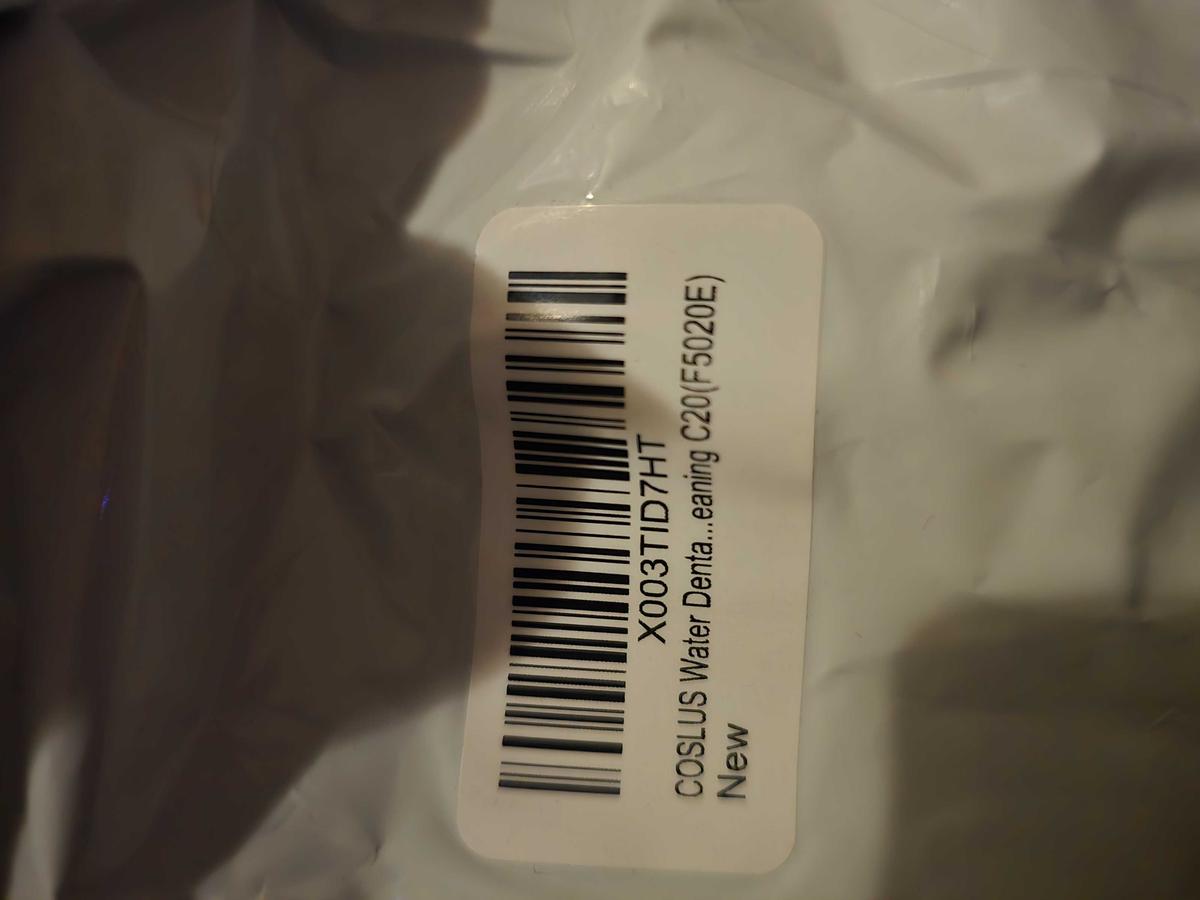 X003TID7HT
COSLUS Water Denta...eaning C20(F5020E)
New